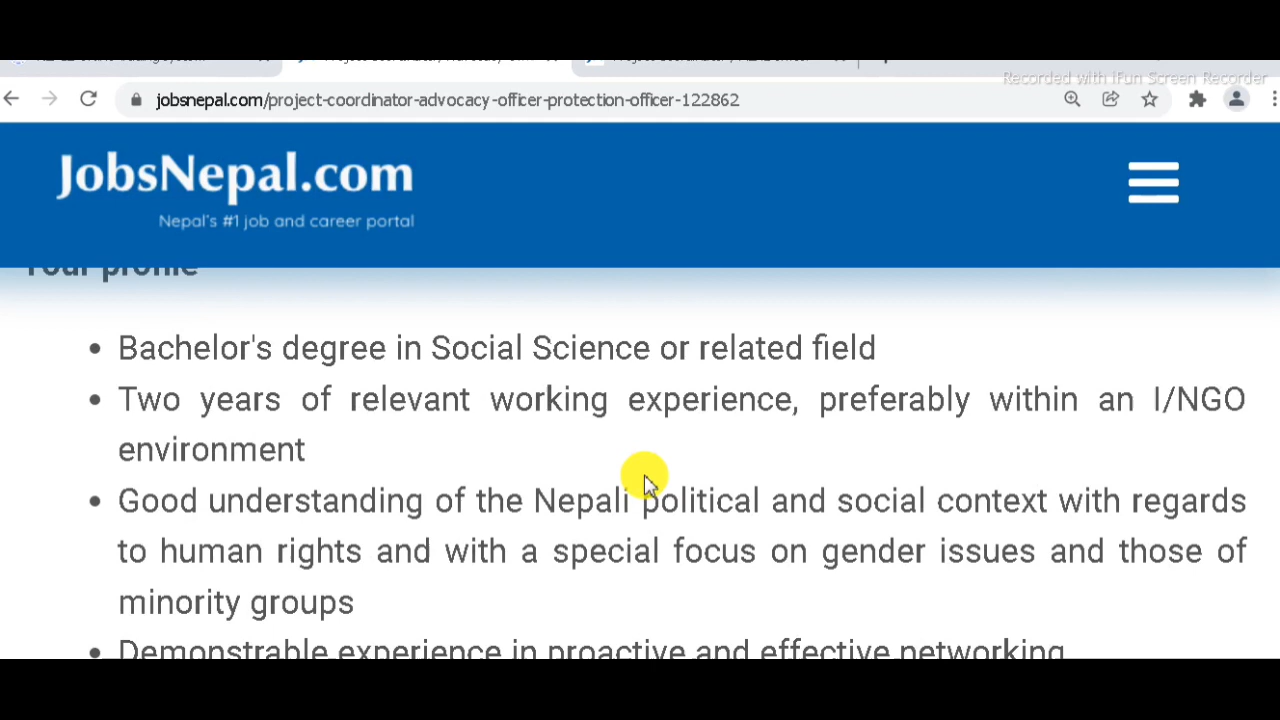 Recorded with iFun Screen Recorder
jobsnepal.com/project-coordinator-advocacy-officer-protection-officer-122862
JobsNepal.com
Nepal's #1 job and career portal
Your profile
• Bachelor's degree in Social Science or related field
• Two years of relevant working experience, preferably within an I/NGO
environment
• Good understanding of the Nepali political and social context with regards
to human rights and with a special focus on gender issues and those of
minority groups
• Demonstrable experience in proactive and effective networking